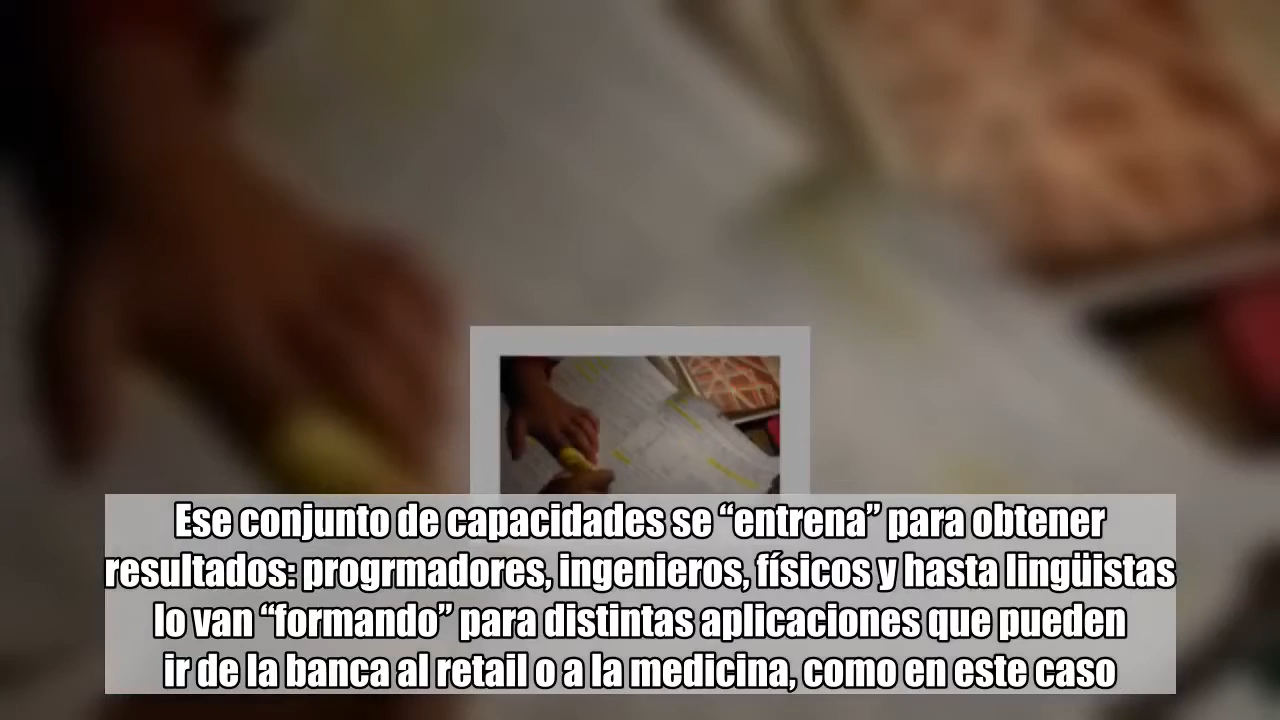 Ese conjunto de capacidades se “entrena” para obtener
resultados: progrmadores, ingenieros, físicos y hasta lingüistas
lo van “formando” para distintas aplicaciones que pueden
ir de la banca al retail o a la medicina, como en este caso